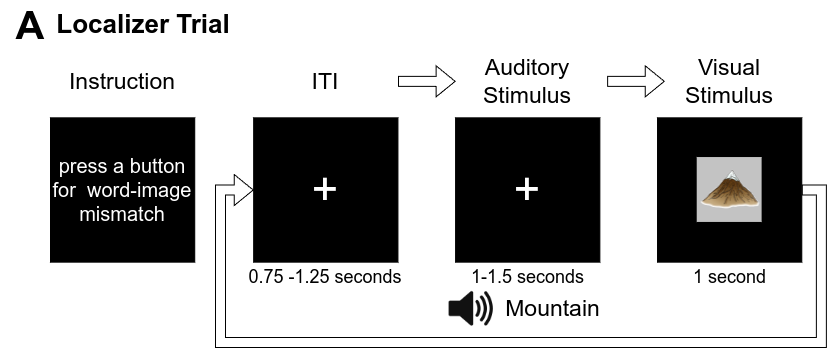 A Localizer Trial
Instruction
ITI
Auditory
Stimulus
Visual
Stimulus
press a button
for word-image
mismatch
0.75 -1.25 seconds
1-1.5 seconds
1 second
Mountain